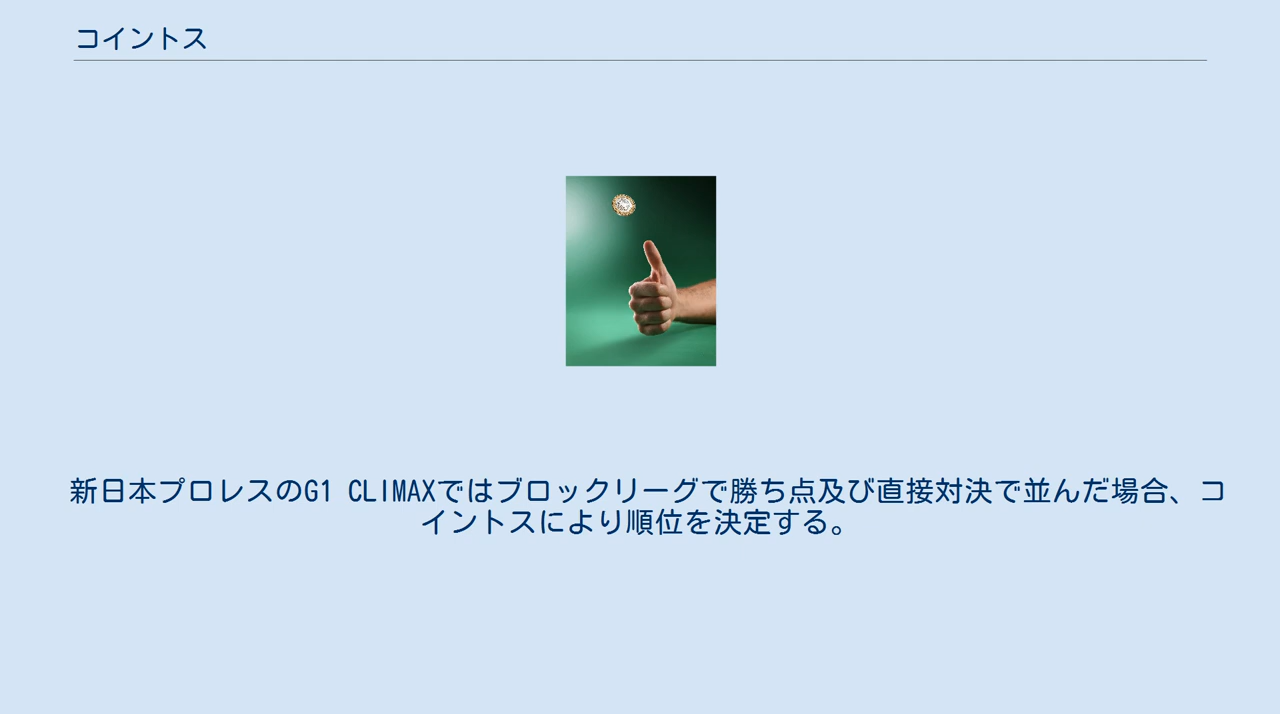 コイントス
新日本プロレスのG1 CLIMAXではブロックリーグで勝ち点及び直接対決で並んだ場合、コ
イントスにより順位を決定する。